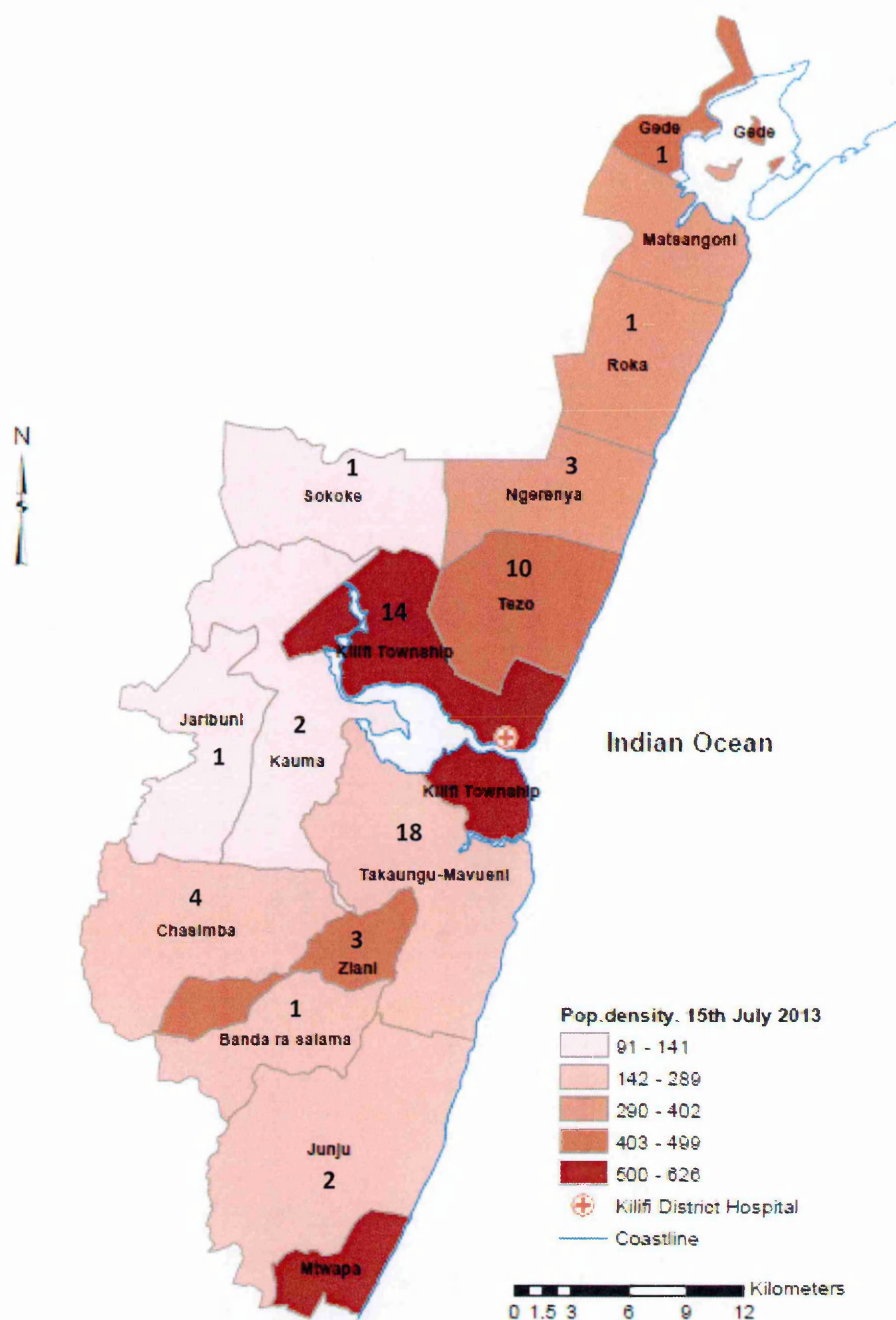 Gede
Gede
1
Matsangoni
1
Roka
N
1
Sokoke
3
Ngerenya
10
Tezo
14
Kilifi Township
Jaribuni
1
2
Kauma
Indian Ocean
Kilifi Township
18
Takaungu-Mavueni
4
Chasimba
3
Ziani
1
Banda ra salama
Pop.density. 15th July 2013
91 - 141
142 - 289
290 - 402
403 - 499
500 - 626
Kilifi District Hospital
Coastline
Junju
2
Mtwapa
Kilometers
0 1.5 3 6 9 12